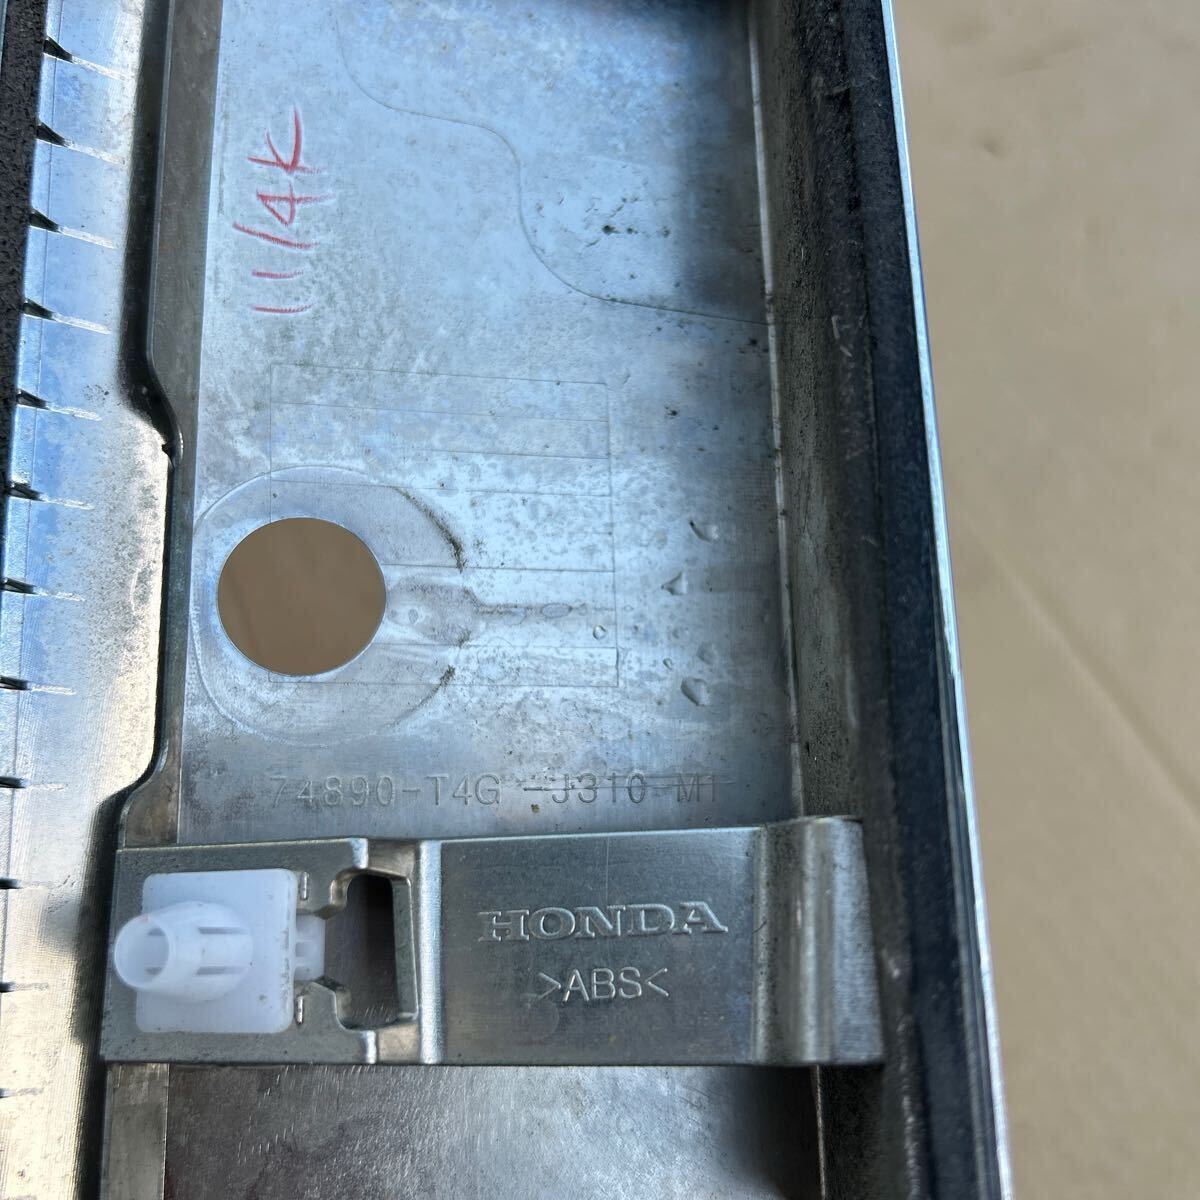 11/4K
74890-T4G -J310-M1
HONDA
>ABS<